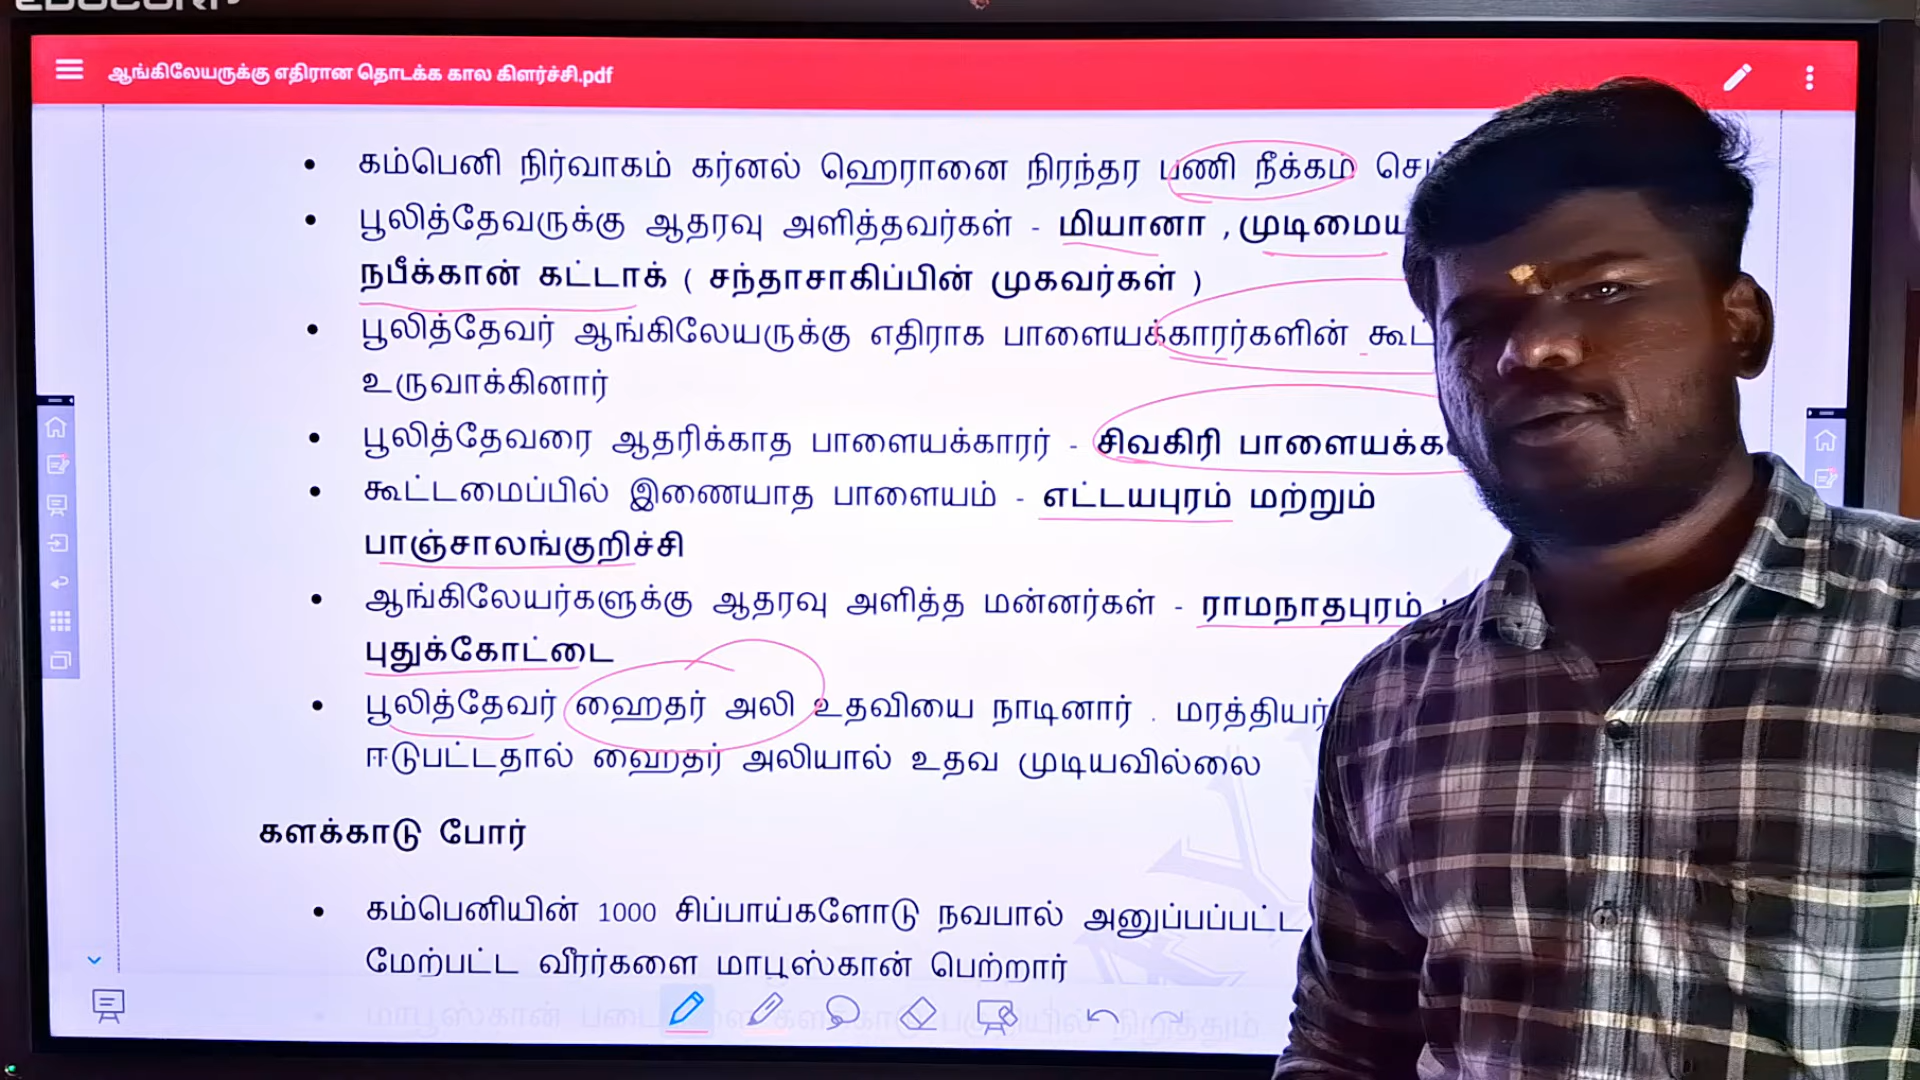 ஆங்கிலேயருக்கு எதிரான தொடக்க கால கிளர்ச்சி.pdf
• கம்பெனி நிர்வாகம் கர்னல் ஹெரானை நிரந்தர பணி நீக்கம்
• பூலித்தேவருக்கு ஆதரவு அளித்தவர்கள் - மியானா ,
நபீக்கான் கட்டாக் ( சந்தாசாகிப்பின் முகவர்கள் )
• பூலித்தேவர் ஆங்கிலேயருக்கு எதிராக பாளையக்காரர்களின்
உருவாக்கினார்
• பூலித்தேவரை ஆதரிக்காத பாளையக்காரர் - சிவகிரி
• கூட்டமைப்பில் இணையாத பாளையம் - எட்டயபுரம் மற்றும்
பாஞ்சாலங்குறிச்சி
• ஆங்கிலேயர்களுக்கு ஆதரவு அளித்த மன்னர்கள் - ராமநாதபுரம்
புதுக்கோட்டை
• பூலித்தேவர் ஹைதர் அலி உதவியை நாடினார் .
ஈடுபட்டதால் ஹைதர் அலியால் உதவ முடியவில்லை
களக்காடு போர்
• கம்பெனியின் 1000 சிப்பாய்களோடு நவபால் அனுப்பப்பட்ட
மேற்பட்ட வீரர்களை மாபூஸ்கான் பெற்றார்